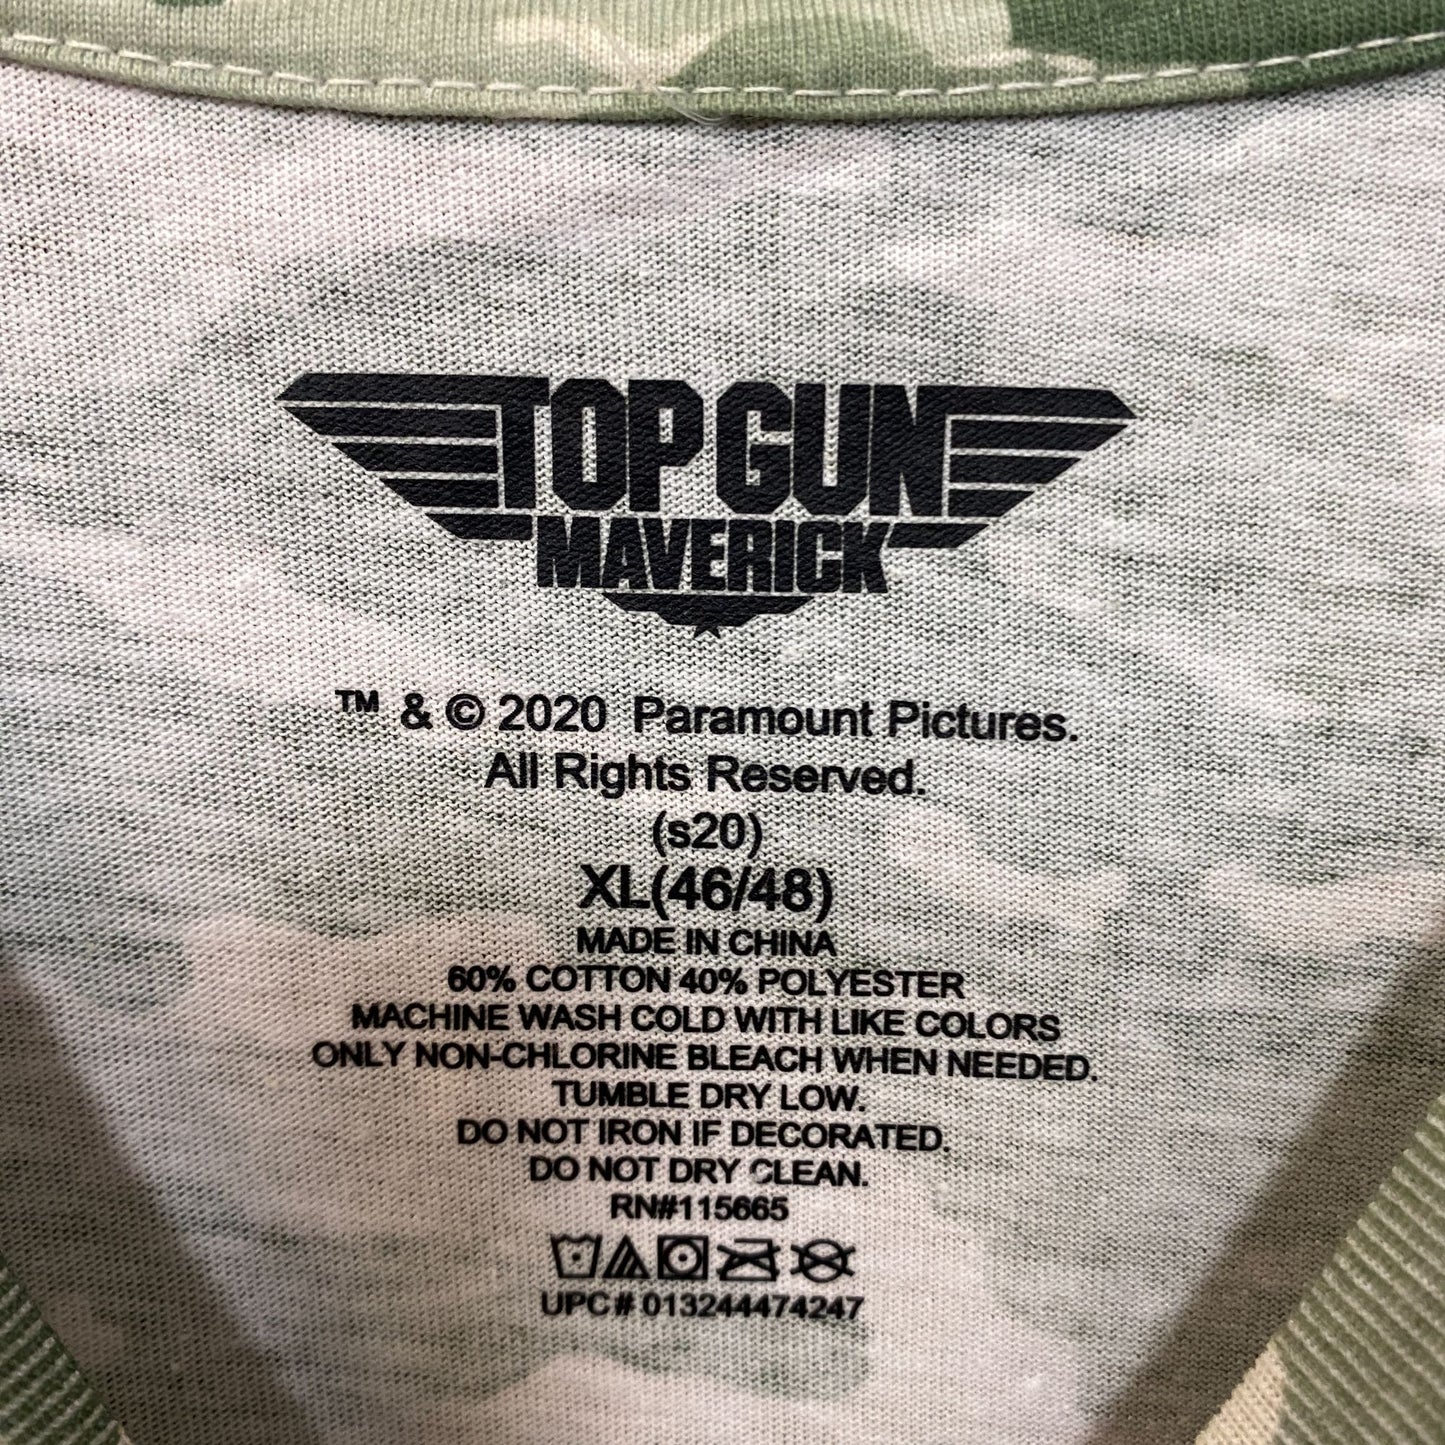 TOP GUN
MAVERICK
™ & © 2020 Paramount Pictures.
All Rights Reserved.
(s20)
XL(46/48)
MADE IN CHINA
60% COTTON 40% POLYESTER
MACHINE WASH COLD WITH LIKE COLORS
ONLY NON-CHLORINE BLEACH WHEN NEEDED.
TUMBLE DRY LOW.
DO NOT IRON IF DECORATED.
DO NOT DRY CLEAN.
RN#115665
UPC# 013244474247